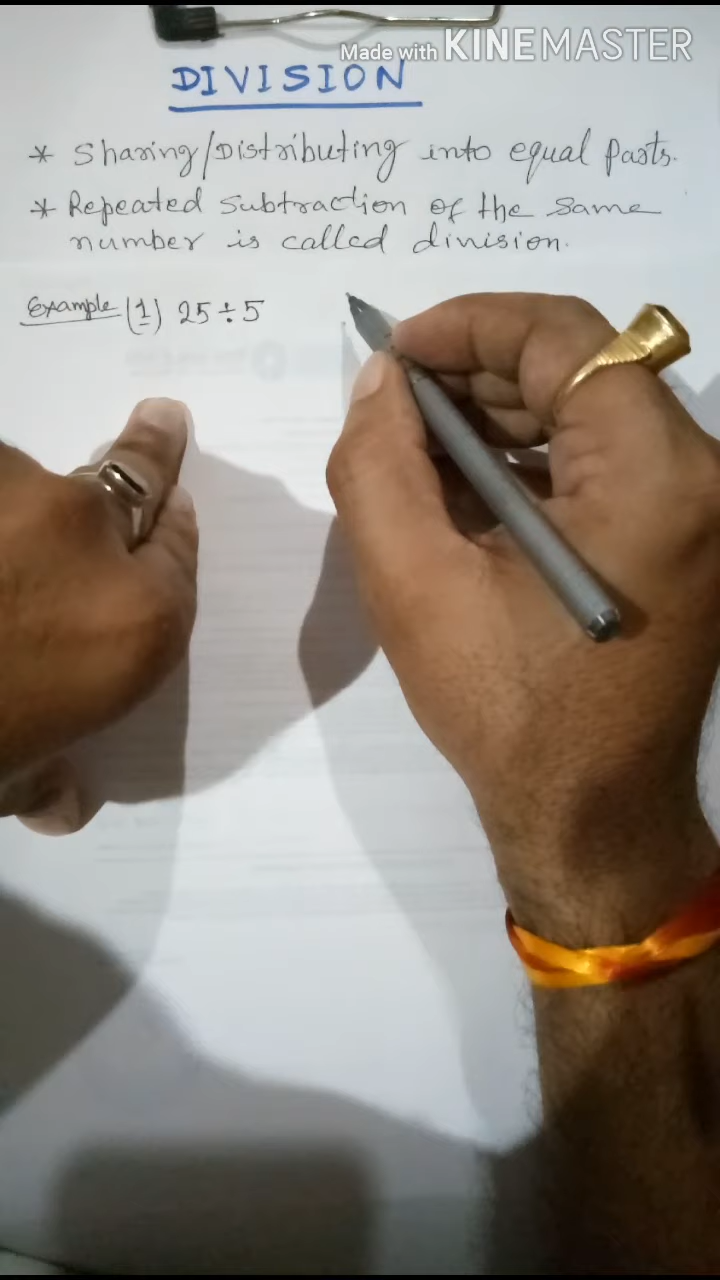 Made with KINEMASTER
DIVISION
* Sharing/Distributing into equal Parts.
* Repeated Subtraction of the Same
number is called division.
Example (1) 25÷5